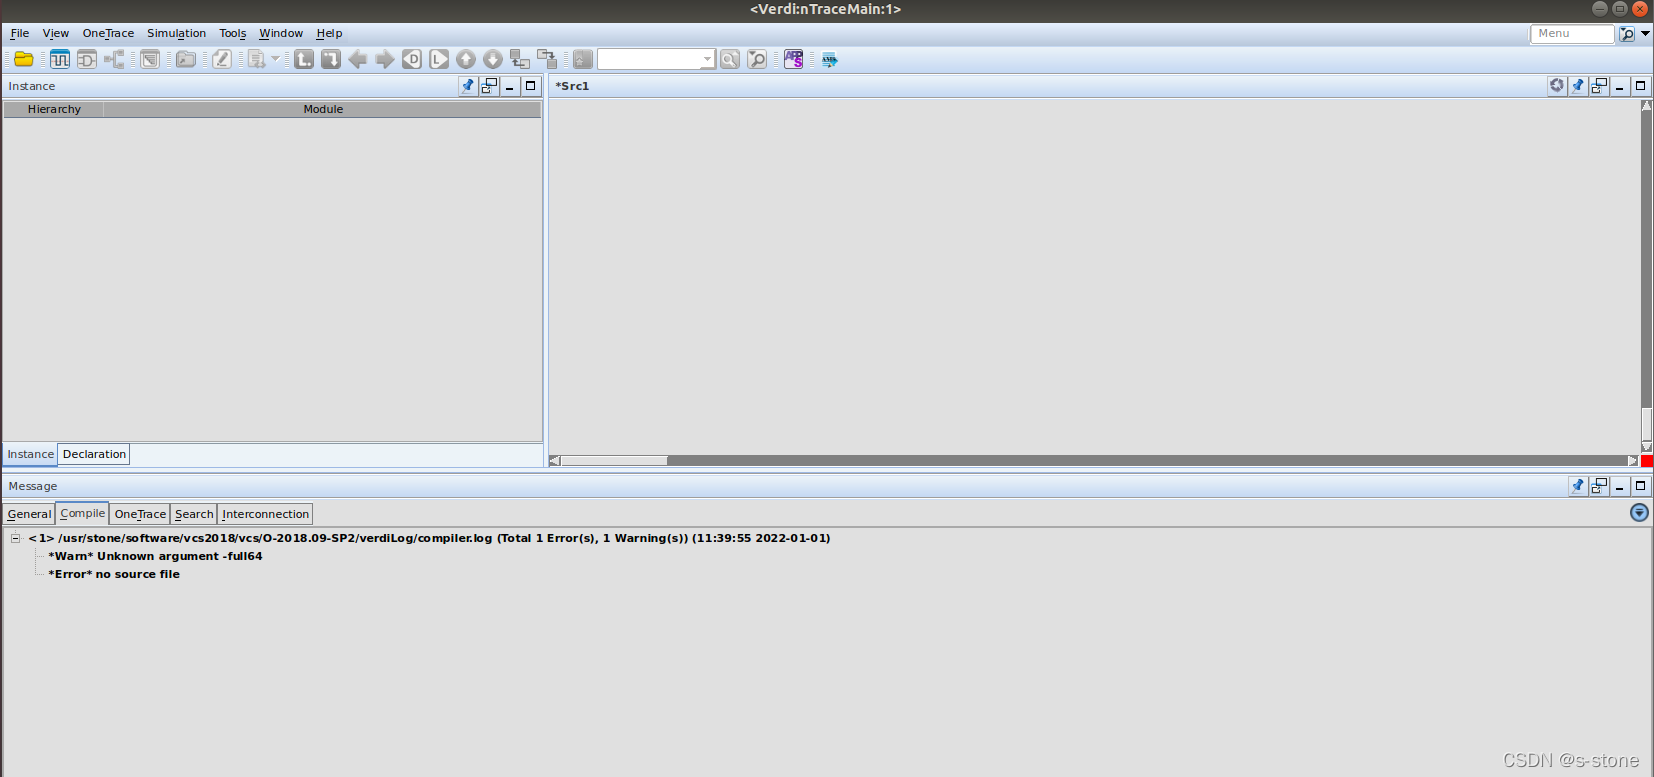 <Verdi:nTraceMain:1>
File View OneTrace Simulation Tools Window Help
Menu
Instance
*Src1
Hierarchy Module
Instance Declaration
Message
General Compile OneTrace Search Interconnection
<1> /usr/stone/software/vcs2018/vcs/O-2018.09-SP2/verdiLog/compiler.log (Total 1 Error(s), 1 Warning(s)) (11:39:55 2022-01-01)
*Warn* Unknown argument -full64
*Error* no source file
CSDN @s-stone